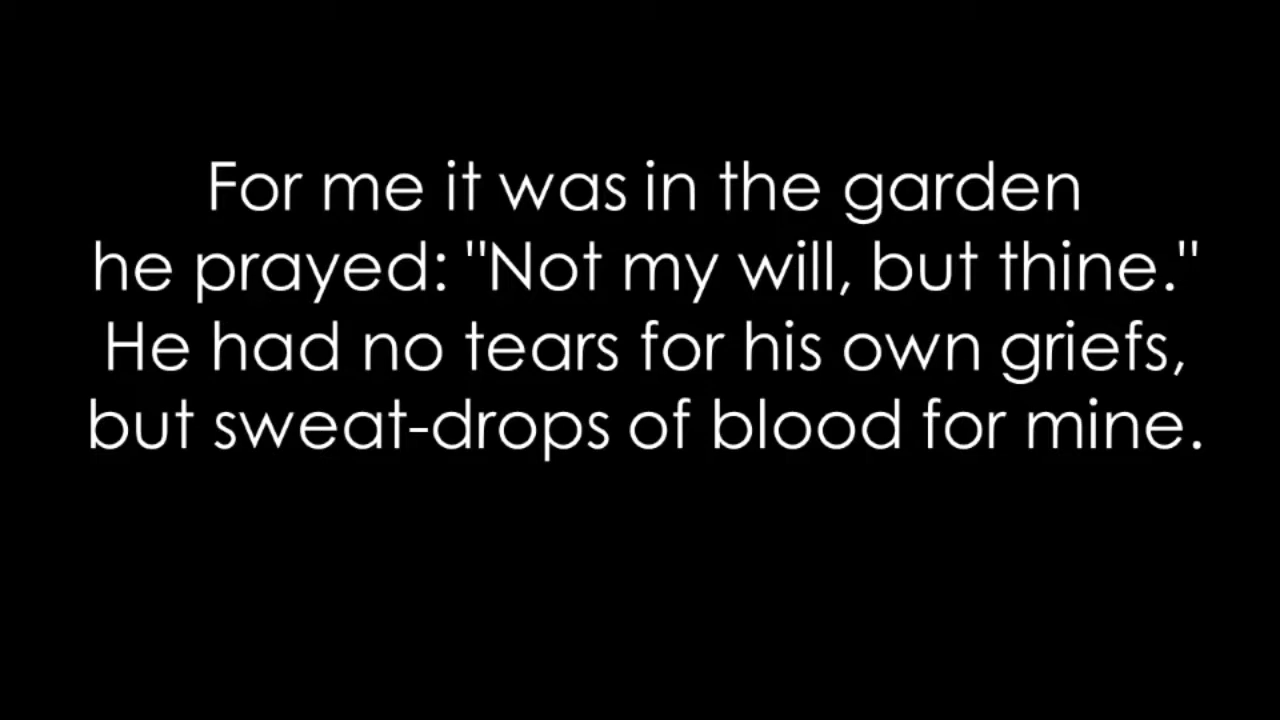 For me it was in the garden
he prayed: "Not my will, but thine."
He had no tears for his own griefs,
but sweat-drops of blood for mine.